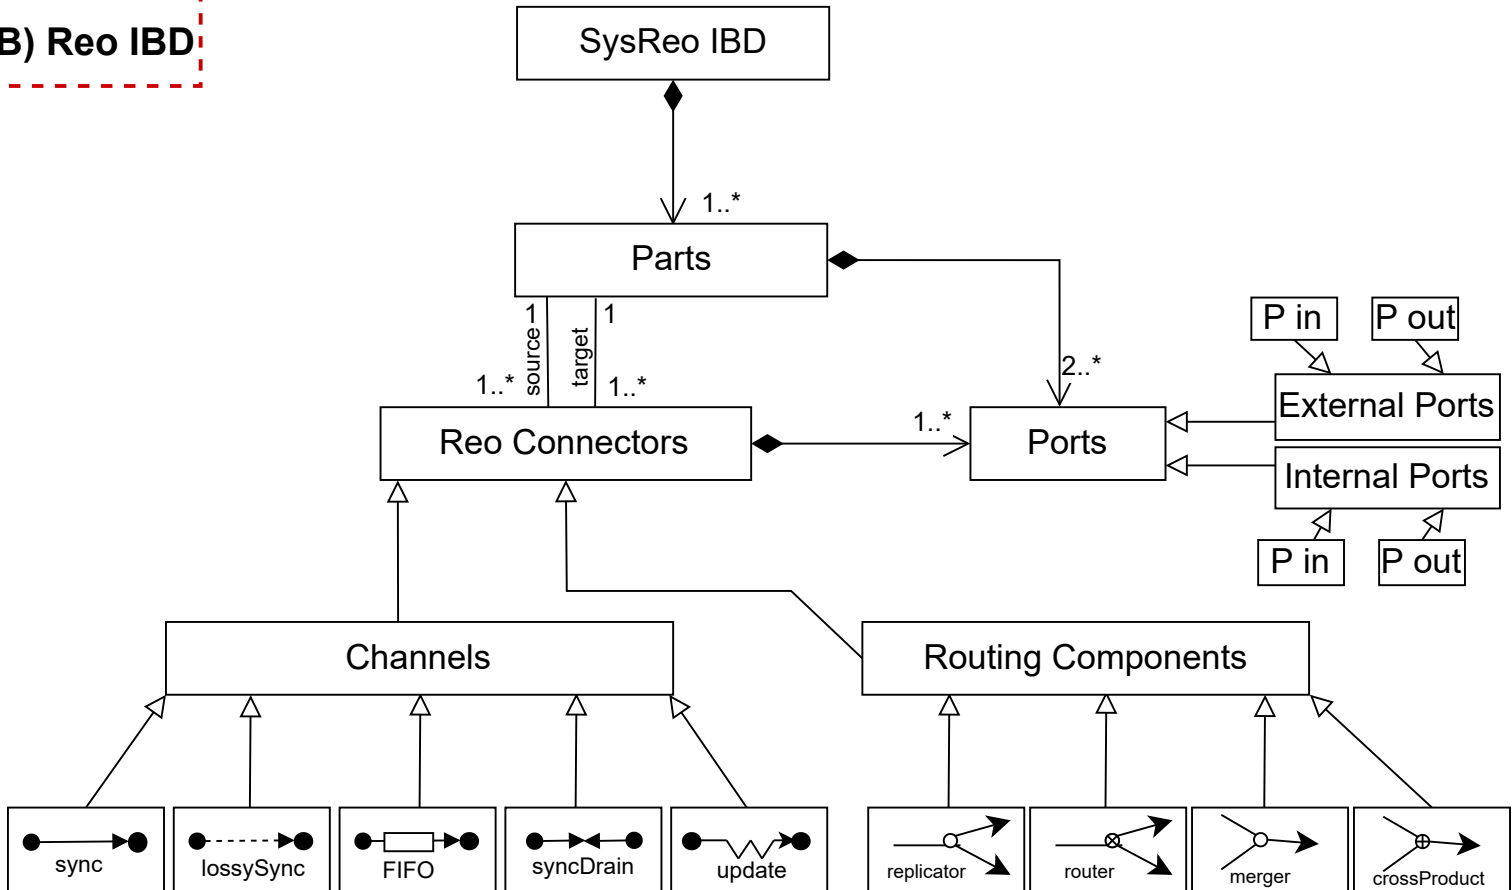 B) Reo IBD
SysReo IBD
1..*
Parts
1
source
1..*
1
target
1..*
2..*
P in
P out
External Ports
Reo Connectors
1..*
Ports
Internal Ports
P in
P out
Channels
Routing Components
sync
lossySync
FIFO
syncDrain
update
replicator
router
merger
crossProduct